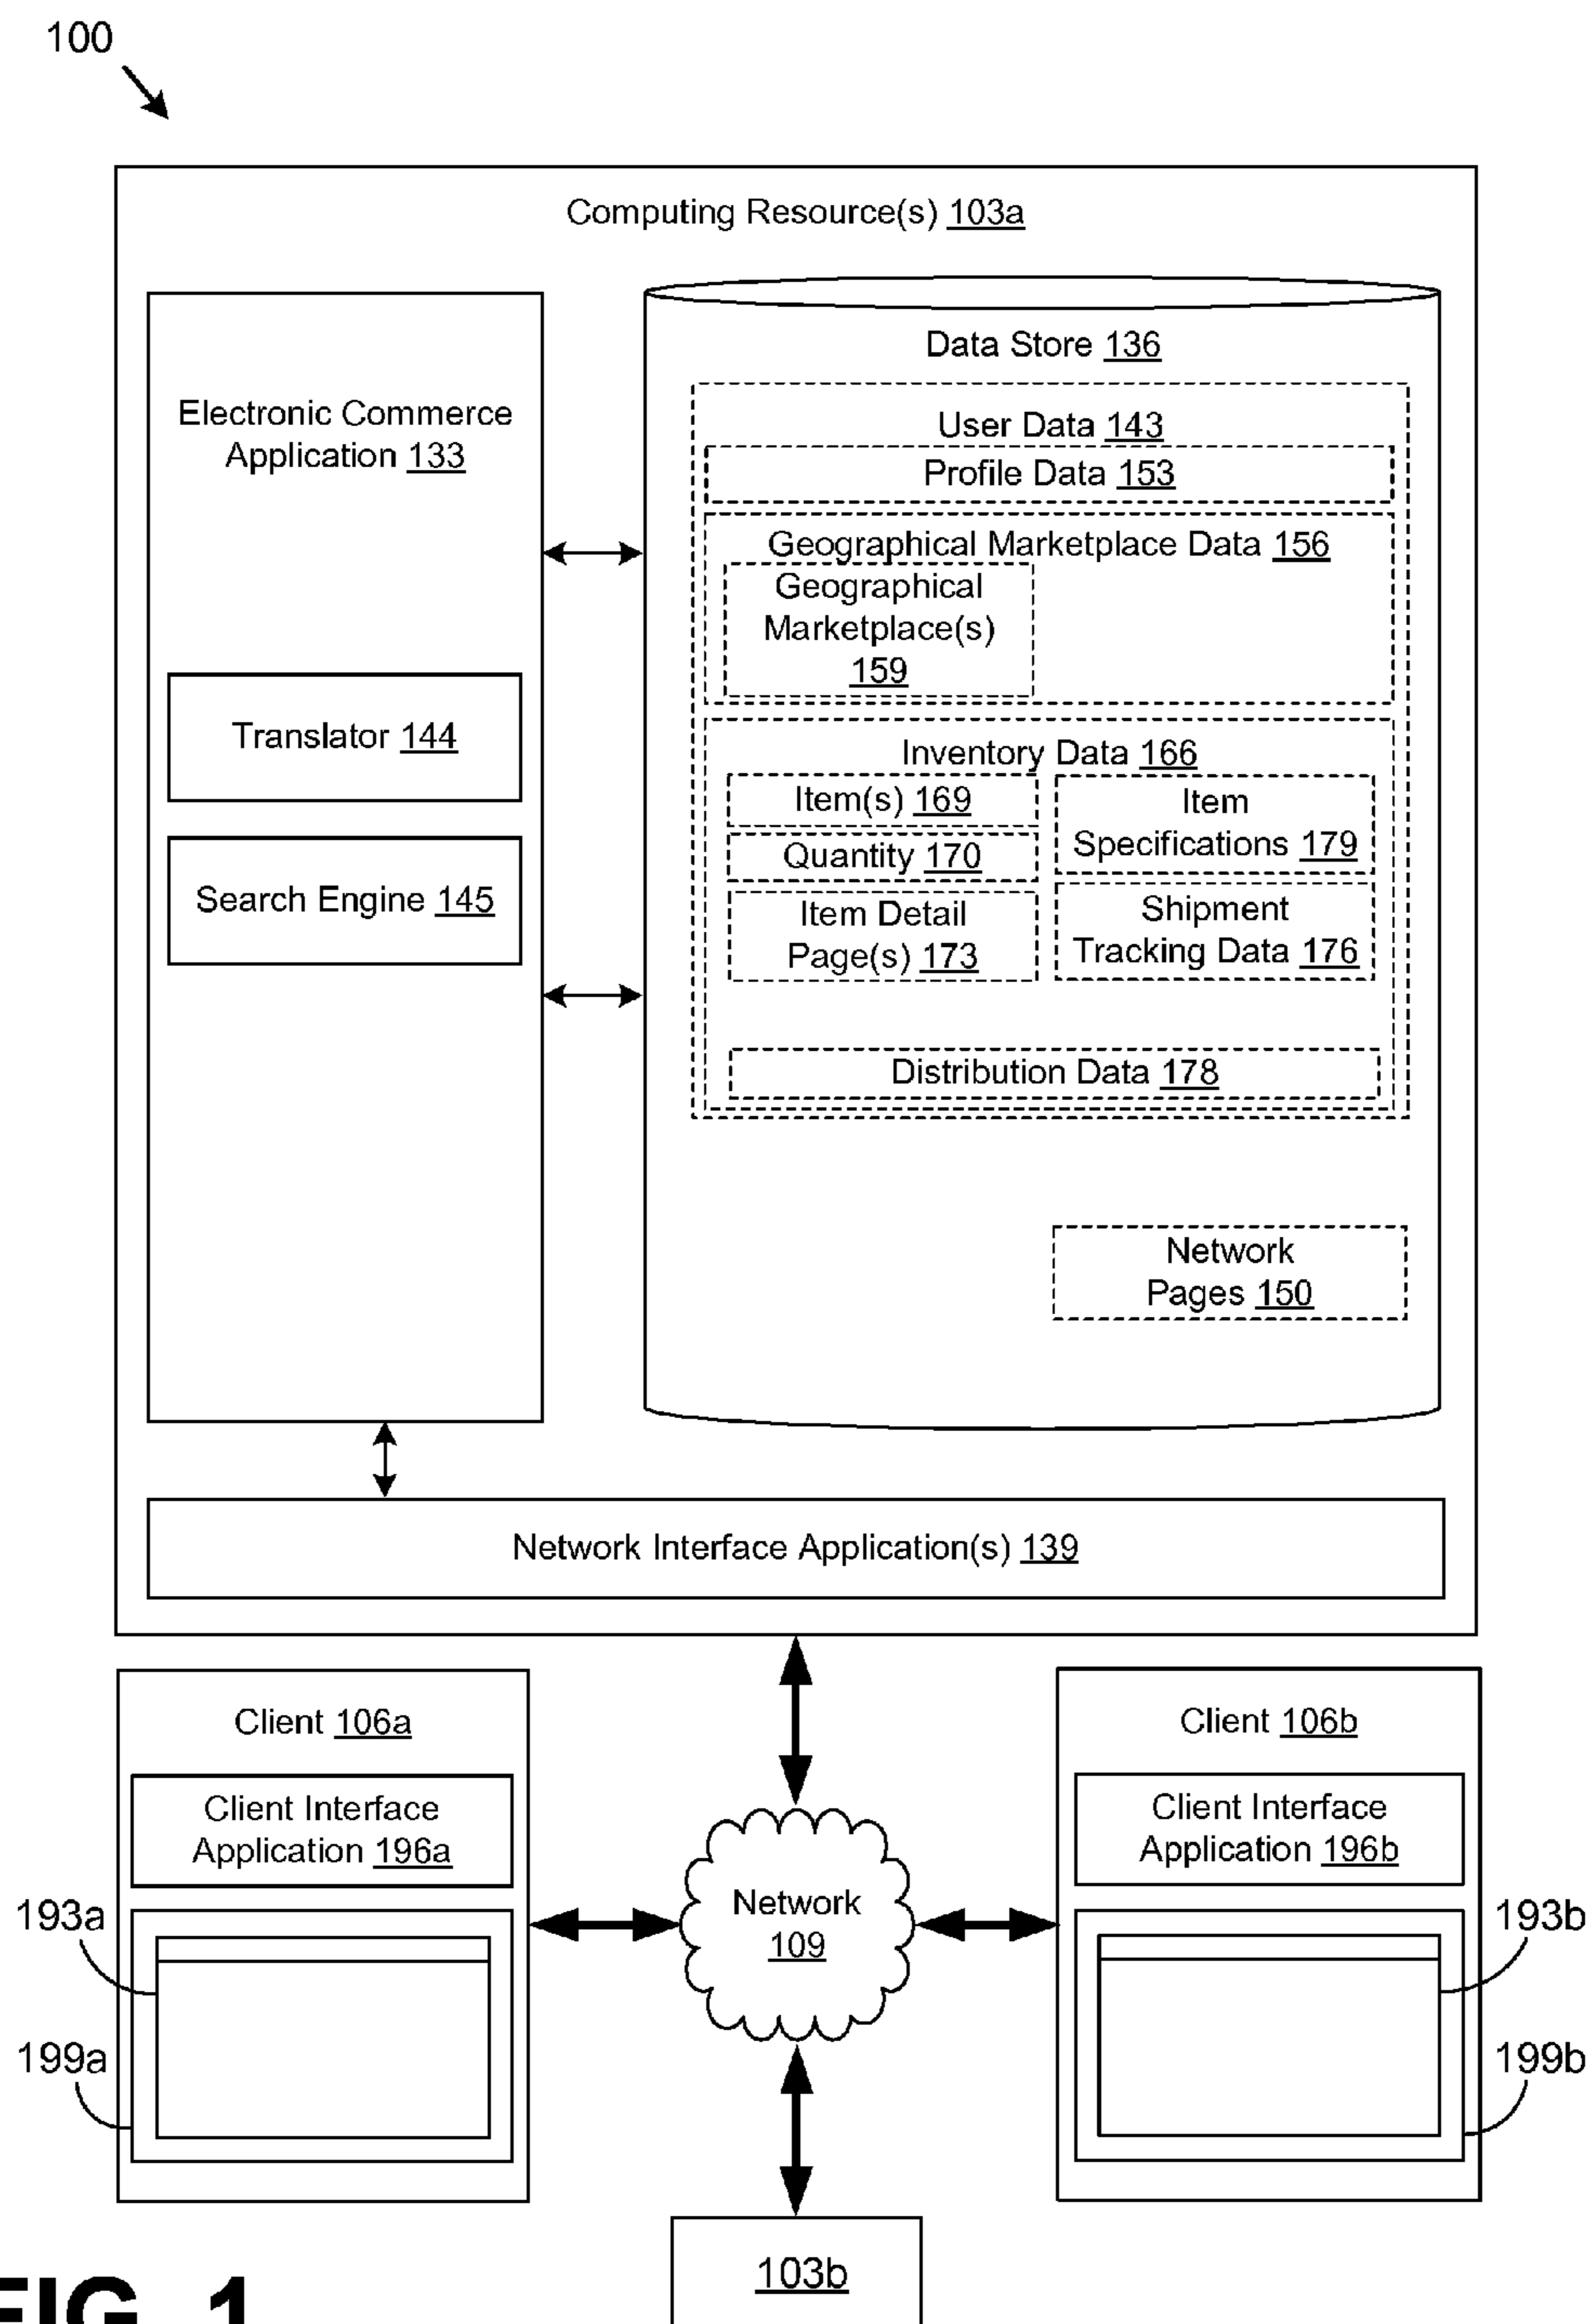 100
Computing Resource(s) 103a
Electronic Commerce
Application 133
Translator 144
Search Engine 145
Data Store 136
User Data 143
Profile Data 153
Geographical Marketplace Data 156
Geographical
Marketplace(s)
159
Inventory Data 166
Item(s) 169
Quantity 170
Item Detail
Page(s) 173
Item
Specifications 179
Shipment
Tracking Data 176
Distribution Data 178
Network
Pages 150
Network Interface Application(s) 139
Client 106a
Client Interface
Application 196a
193a
199a
Network
109
Client 106b
Client Interface
Application 196b
193b
199b
103b
FIG. 1